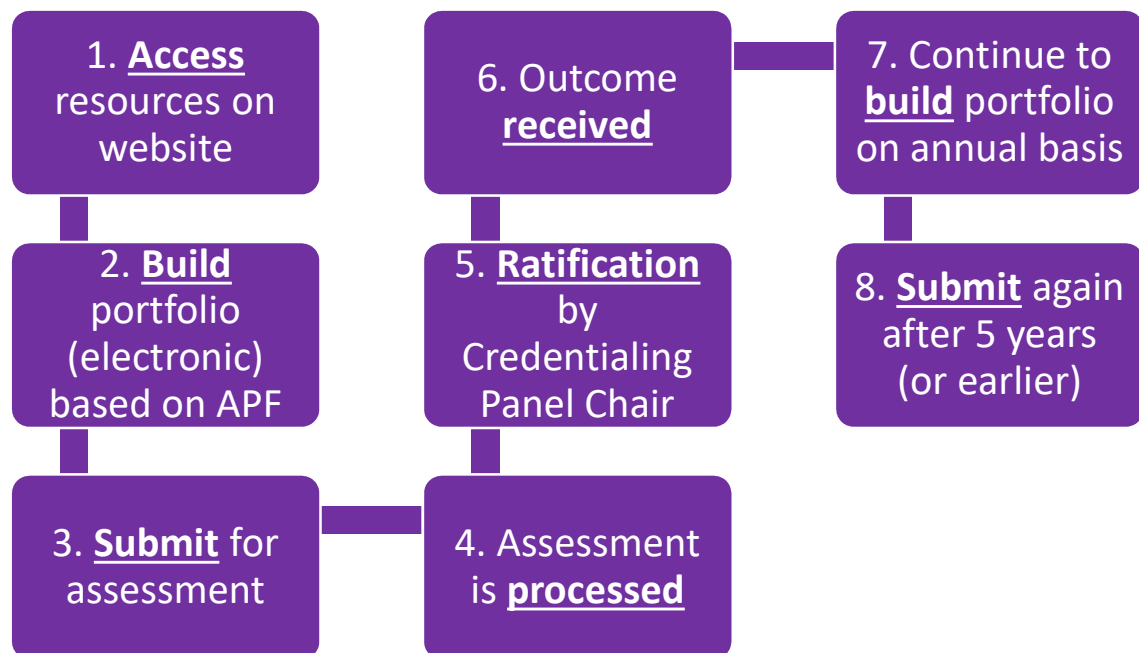 1. Access
resources on
website
2. Build
portfolio
(electronic)
based on APF
3. Submit for
assessment
4. Assessment
is processed
5. Ratification
by
Credentialing
Panel Chair
6. Outcome
received
7. Continue to
build portfolio
on annual basis
8. Submit again
after 5 years
(or earlier)